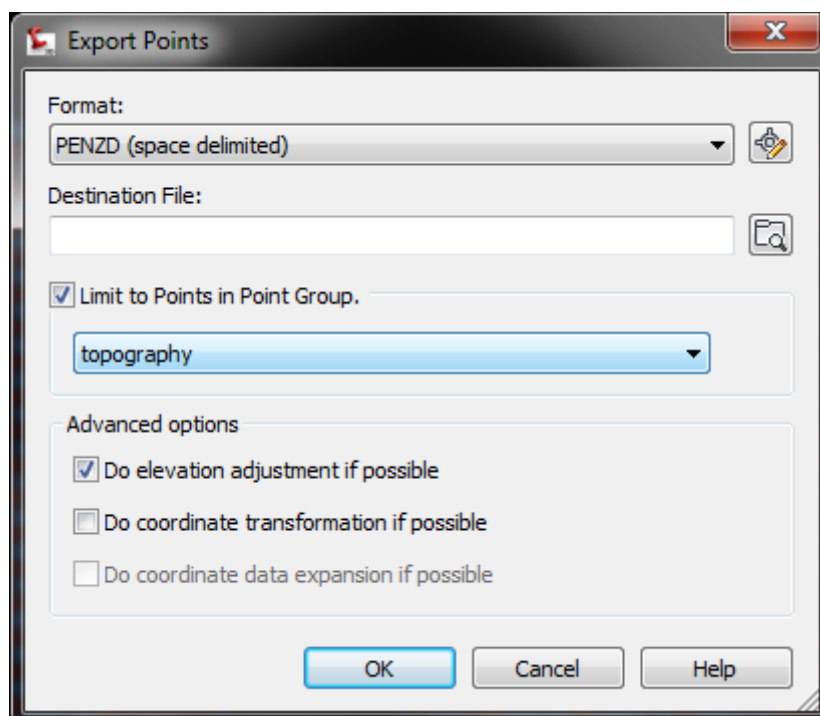 Export Points
Format:
PENZD (space delimited)
Destination File:
Limit to Points in Point Group.
topography
Advanced options
Do elevation adjustment if possible
Do coordinate transformation if possible
Do coordinate data expansion if possible
OK Cancel Help